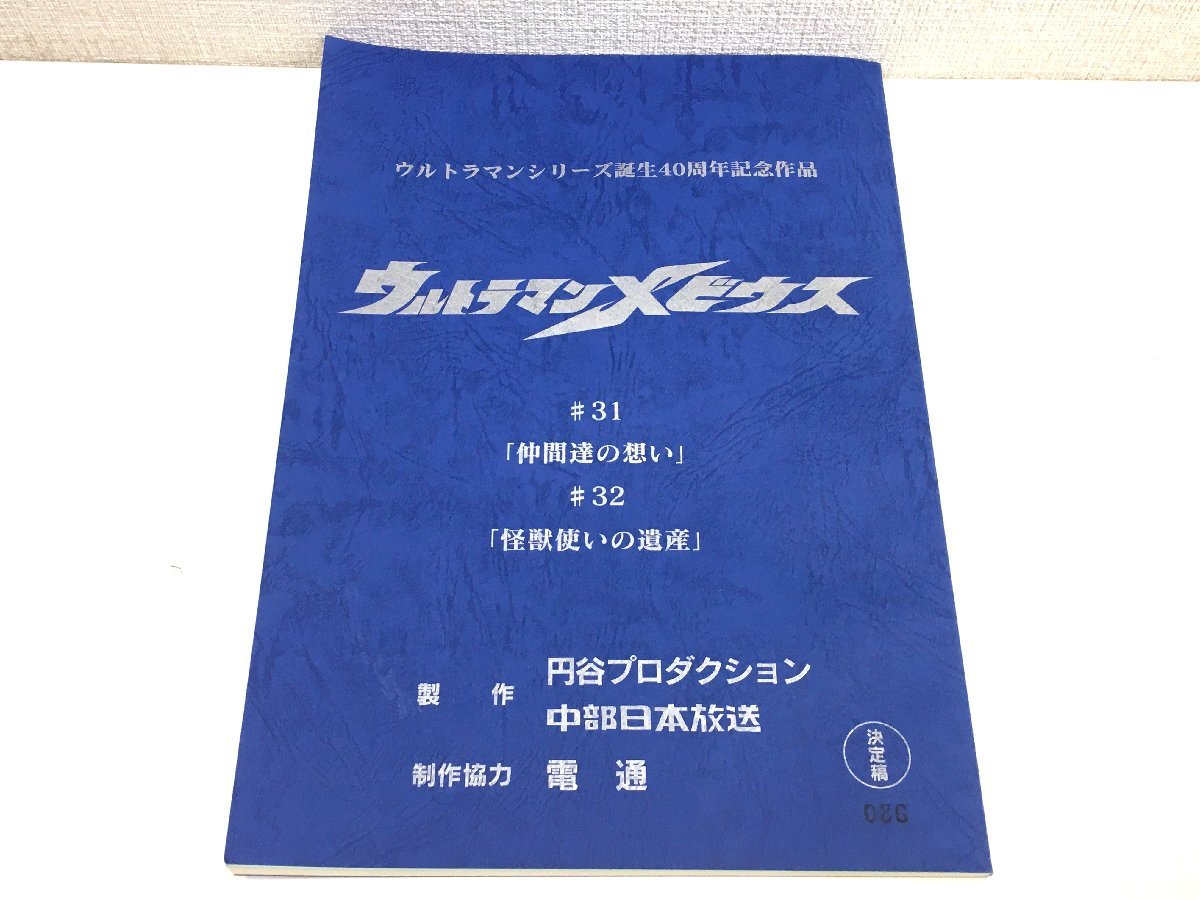 ウルトラマンシリーズ誕生40周年記念作品
ウルトラマンメビウス
♯31
「仲間達の想い」
♯32
「怪獣使いの遺産」
製　作　円谷プロダクション
中部日本放送
制作協力　電　通
決定稿